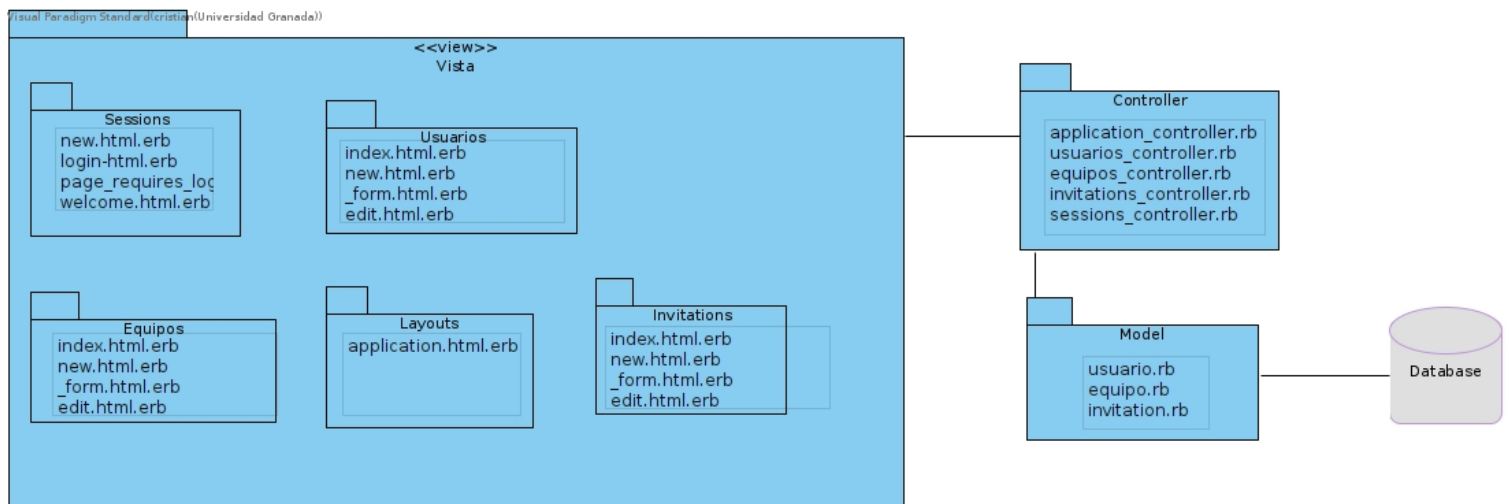 Visual Paradigm Standard(cristian(Universidad Granada))
<<view>>
Vista
Sessions
new.html.erb
login-html.erb
page_requires_log
welcome.html.erb
Usuarios
index.html.erb
new.html.erb
_form.html.erb
edit.html.erb
Equipos
index.html.erb
new.html.erb
_form.html.erb
edit.html.erb
Layouts
application.html.erb
Invitations
index.html.erb
new.html.erb
_form.html.erb
edit.html.erb
Controller
application_controller.rb
usuarios_controller.rb
equipos_controller.rb
invitations_controller.rb
sessions_controller.rb
Model
usuario.rb
equipo.rb
invitation.rb
Database